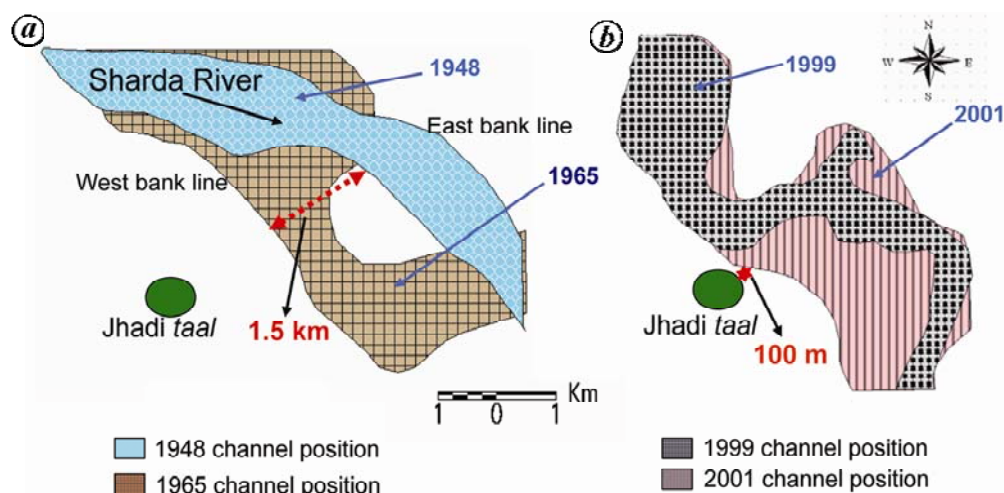 a
Sharda River
1948
East bank line
West bank line
1965
Jhadi taal
1.5 km
Km
1 0 1
1948 channel position
1965 channel position
b
1999
N
W E
S
2001
Jhadi taal
100 m
1999 channel position
2001 channel position